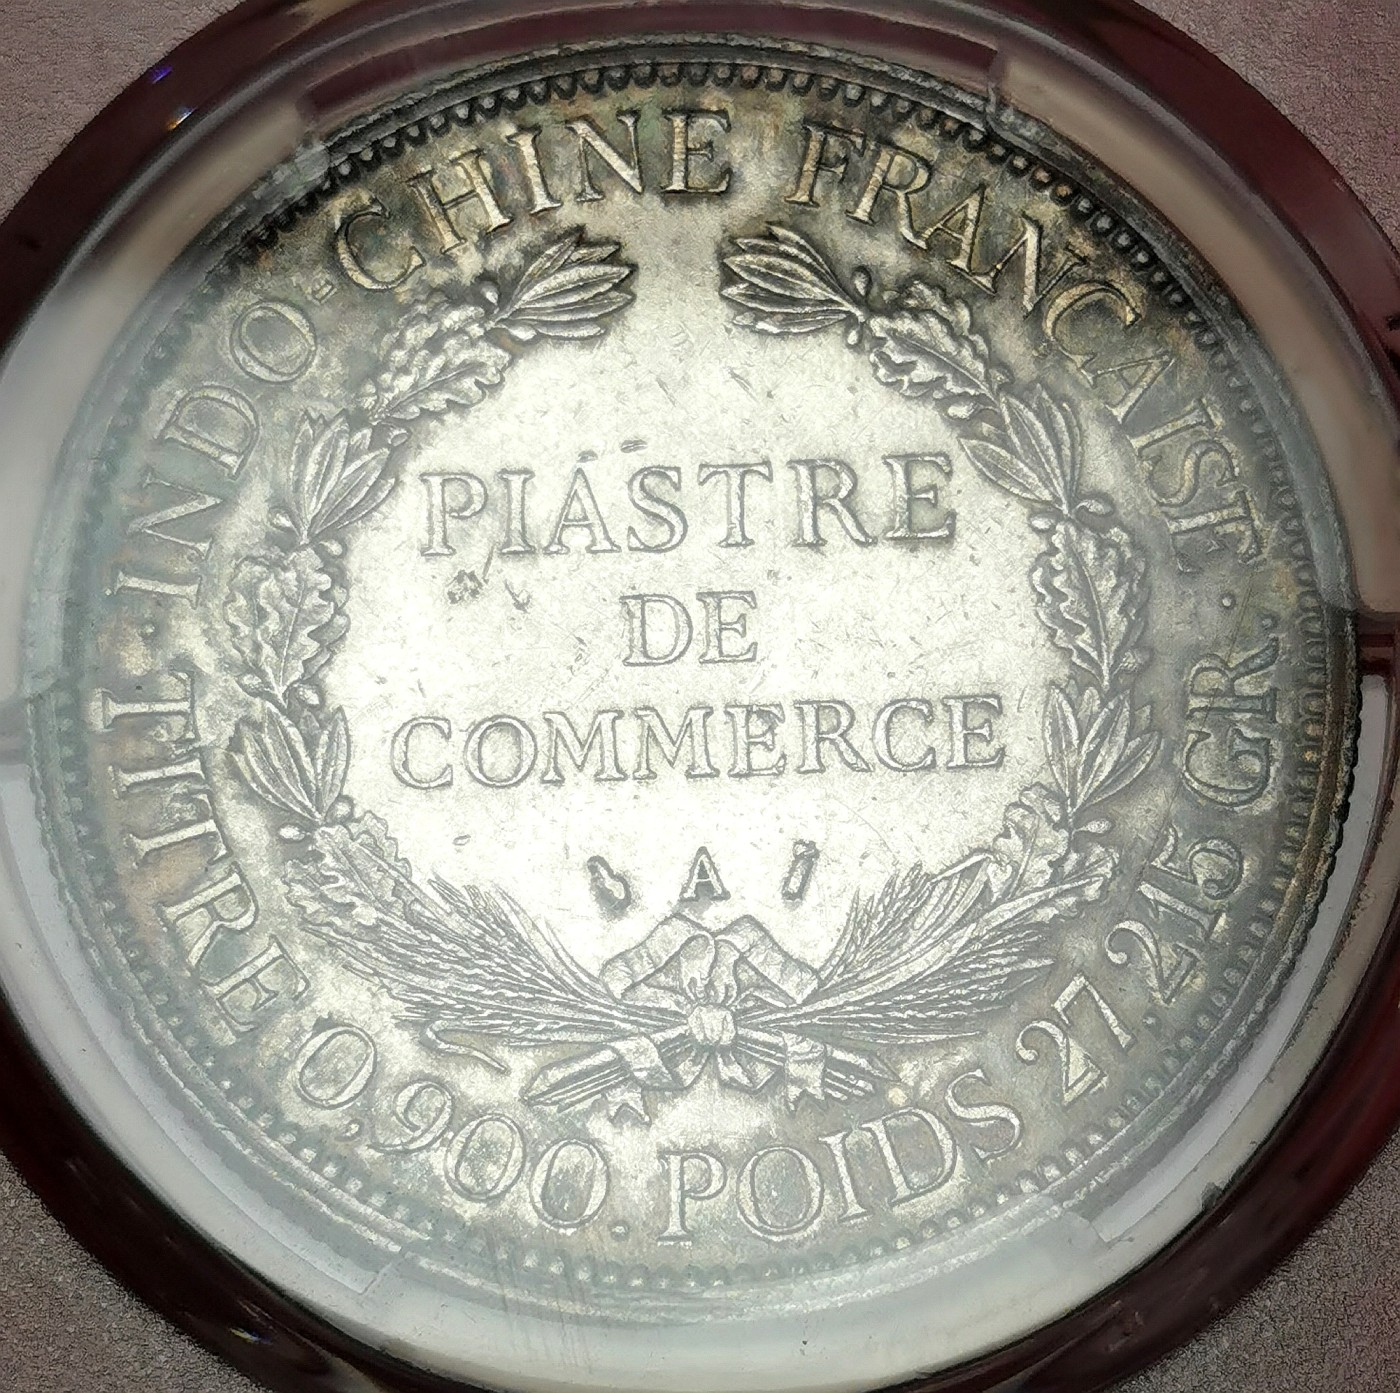 INDO-CHINE FRANÇAISE
PIASTRE
DE
COMMERCE
A
TITRE 0,900. POIDS 27,215 GR.